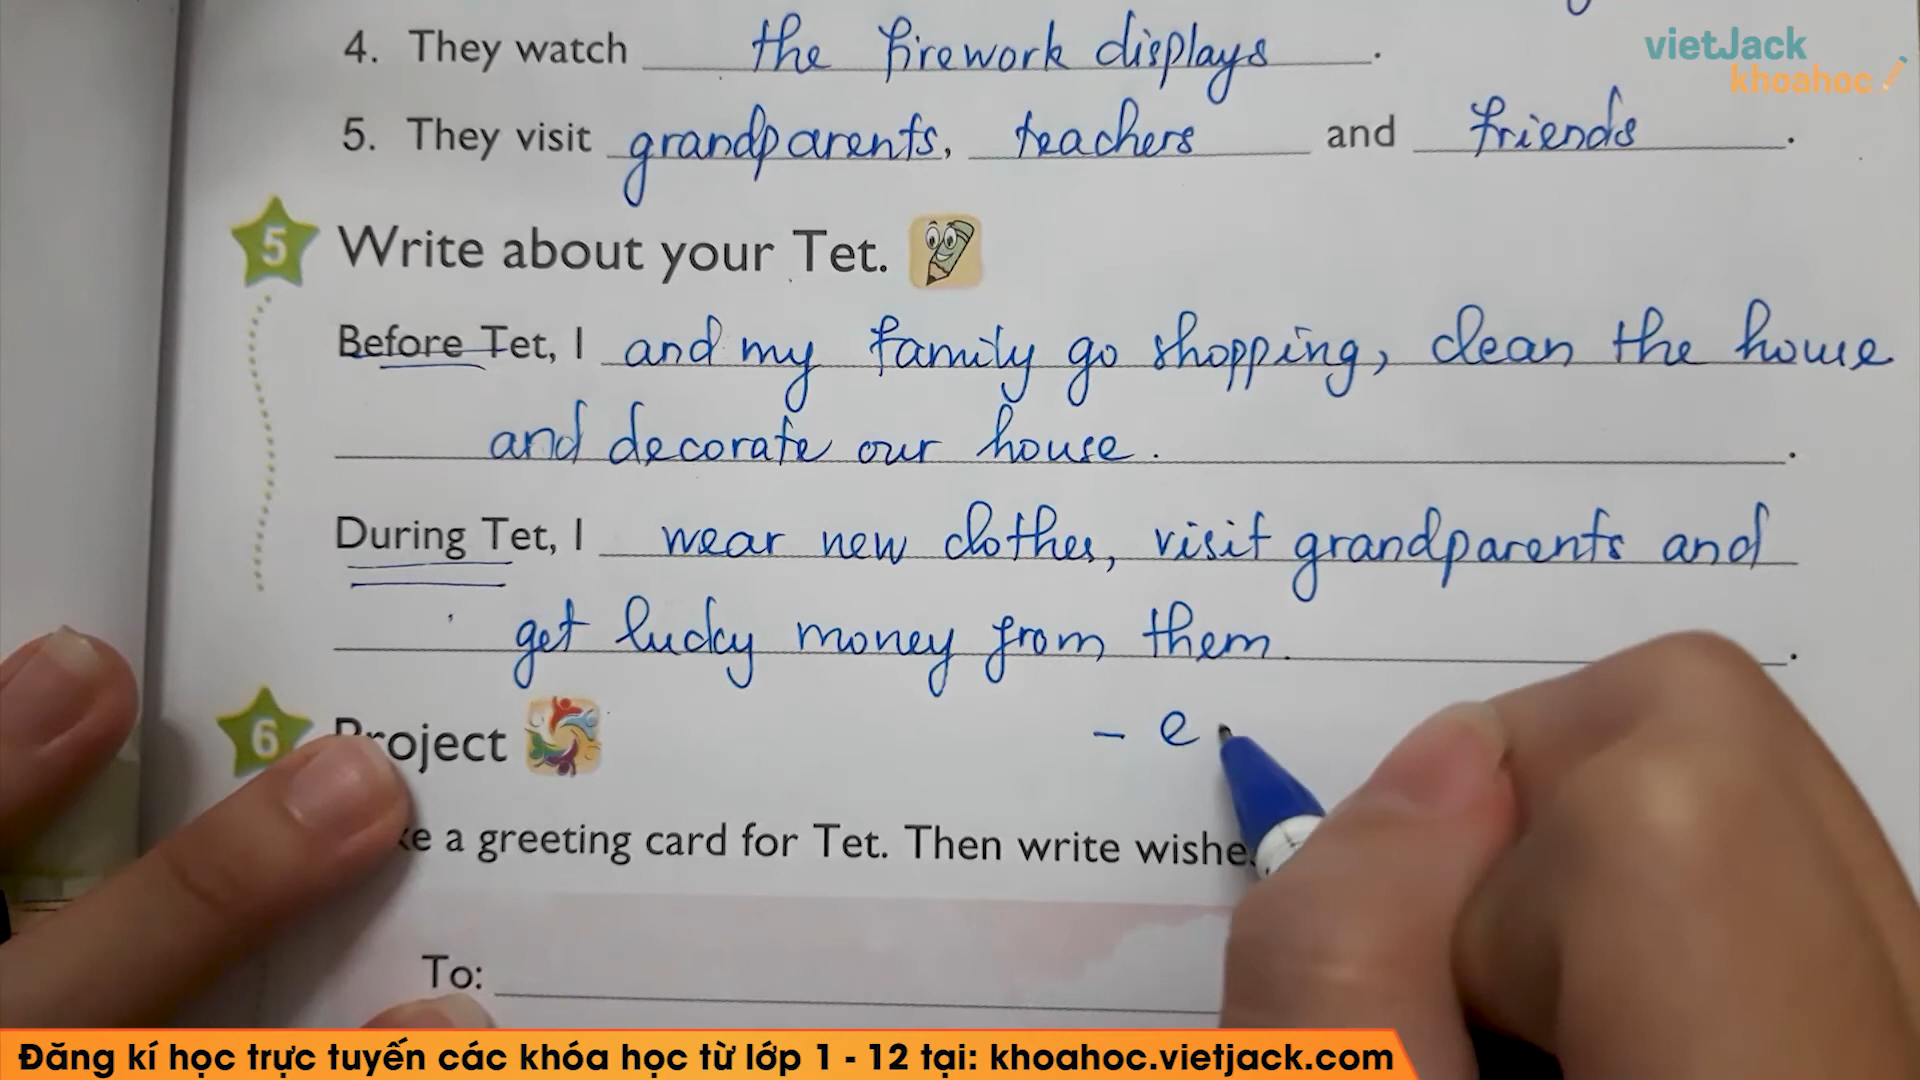 vietJack
khoahoc
4. They watch the firework displays.
5. They visit grandparents, teachers and friends.
5 Write about your Tet.
Before Tet, I and my family go shopping, clean the house
and decorate our house. .
During Tet, I wear new clothes, visit grandparents and
get lucky money from them. .
6 Project
- e
ke a greeting card for Tet. Then write wishe
To:
Đăng kí học trực tuyến các khóa học từ lớp 1 - 12 tại: khoahoc.vietjack.com